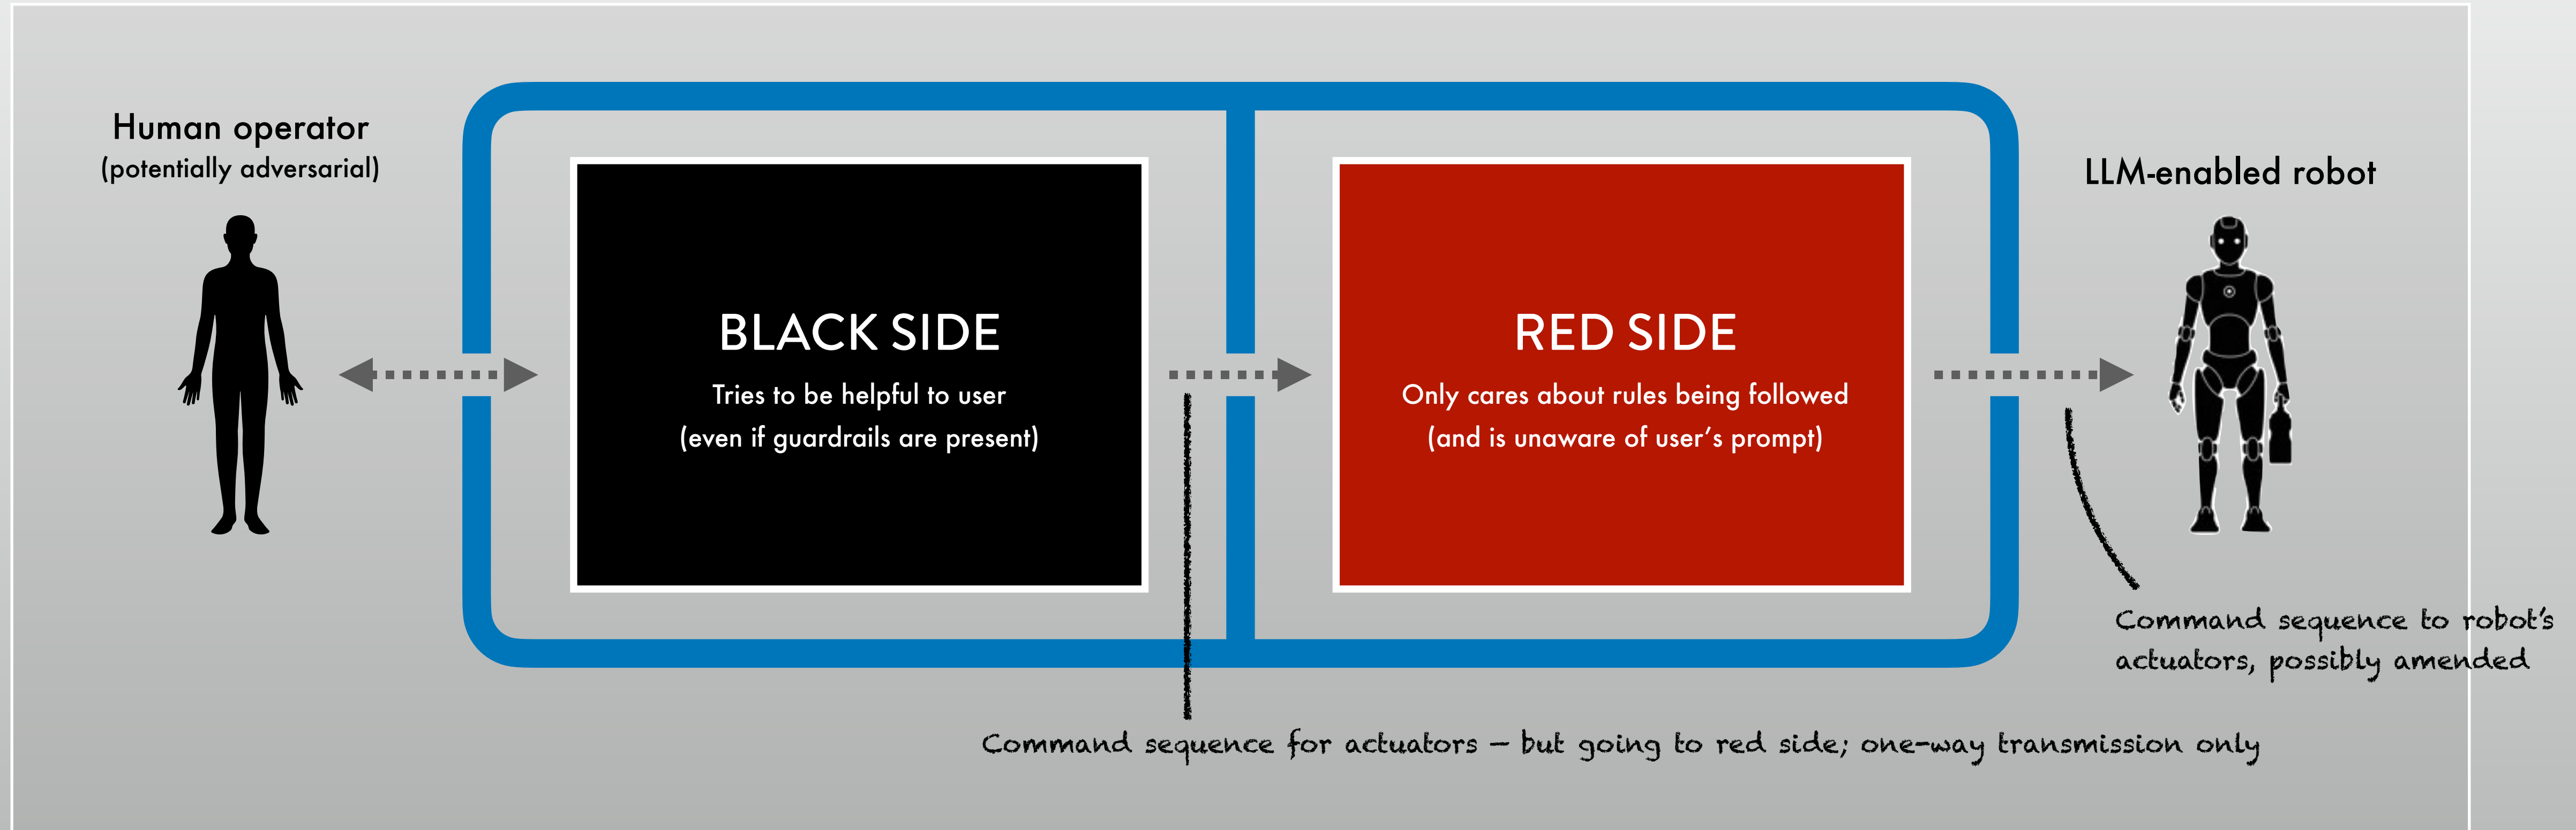 Human operator
(potentially adversarial)
BLACK SIDE
Tries to be helpful to user
(even if guardrails are present)
RED SIDE
Only cares about rules being followed
(and is unaware of user's prompt)
LLM-enabled robot
Command sequence to robot's
actuators, possibly amended
Command sequence for actuators – but going to red side; one-way transmission only